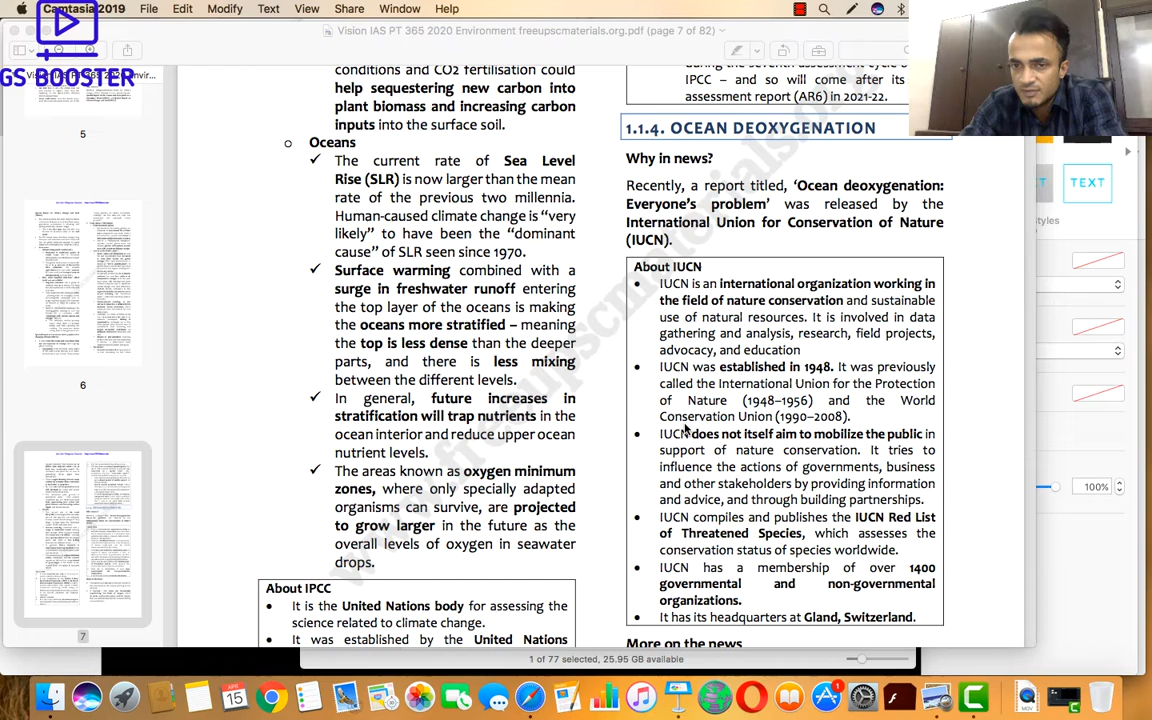 Camtasia 2019 File Edit Modify Text View Share Window Help
Vision IAS PT 365 2020 Environment freeupscmaterials.org.pdf (page 7 of 82)
GS BOOSTER
5
6
7
conditions and CO2 fertilisation could
help sequestering new carbon into
plant biomass and increasing carbon
inputs into the surface soil.
o Oceans
✓ The current rate of Sea Level
Rise (SLR) is now larger than the mean
rate of the previous two millennia.
Human-caused climate change is "very
likely" to have been the "dominant
cause" of SLR seen since 1970.
✓ Surface warming combined with a
surge in freshwater runoff entering
the top layer of the oceans is making
the oceans more stratified – meaning
the top is less dense than the deeper
parts, and there is less mixing
between the different levels.
✓ In general, future increases in
stratification will trap nutrients in the
ocean interior and reduce upper ocean
nutrient levels.
✓ The areas known as oxygen minimum
zones, where only specially adapted
organisms can survive, are projected
to grow larger in the future as the
overall levels of oxygen in seawater
drops.
About IPCC
• It is the United Nations body for assessing the
science related to climate change.
• It was established by the United Nations
during the seventh assessment cycle of
IPCC – and so will come after its
assessment report (AR6) in 2021-22.
1.1.4. OCEAN DEOXYGENATION
Why in news?
Recently, a report titled, 'Ocean deoxygenation:
Everyone's problem' was released by the
International Union for Conservation of Nature
(IUCN).
About IUCN
• IUCN is an international organization working in
the field of nature conservation and sustainable
use of natural resources. It is involved in data
gathering and analysis, research, field projects,
advocacy, and education
• IUCN was established in 1948. It was previously
called the International Union for the Protection
of Nature (1948–1956) and the World
Conservation Union (1990–2008).
• IUCN does not itself aim to mobilize the public in
support of nature conservation. It tries to
influence the actions of governments, business
and other stakeholders by providing information
and advice, and through building partnerships.
• IUCN compiles and publishes the IUCN Red List
of Threatened Species, which assesses the
conservation status of species worldwide.
• IUCN has a membership of over 1400
governmental and non-governmental
organizations.
• It has its headquarters at Gland, Switzerland.
More on the news
TEXT
100%
1 of 77 selected, 25.95 GB available
APR
15